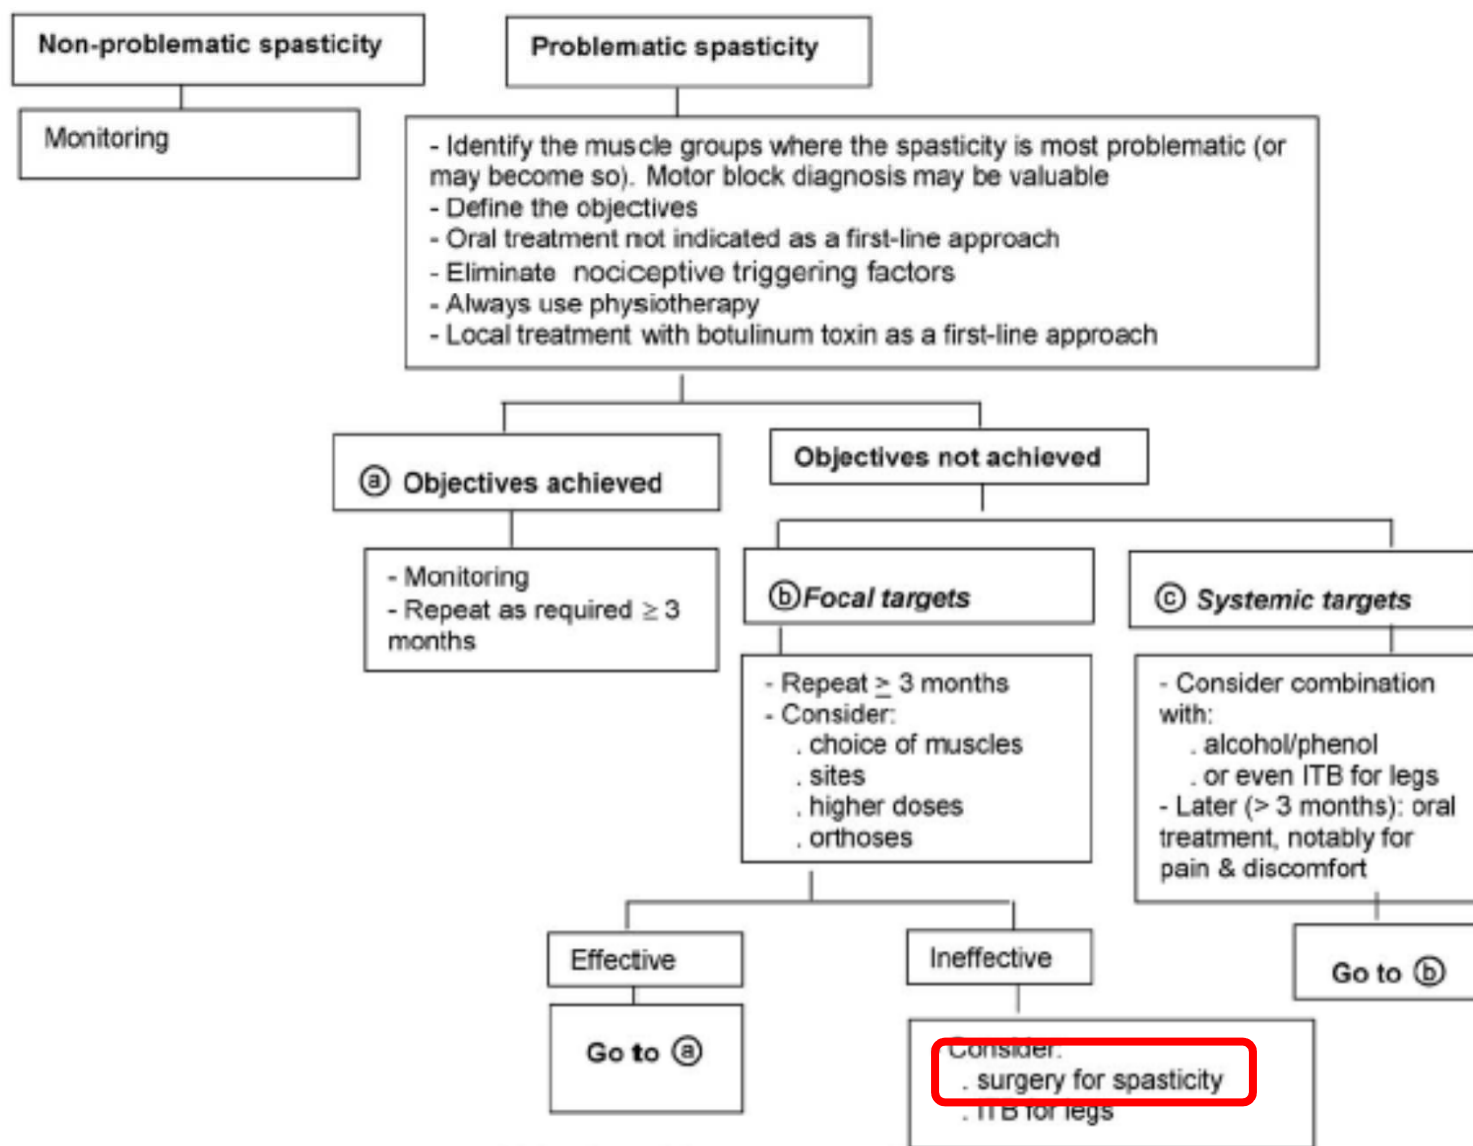 Non-problematic spasticity
Monitoring
Problematic spasticity
- Identify the muscle groups where the spasticity is most problematic (or
may become so). Motor block diagnosis may be valuable
- Define the objectives
- Oral treatment not indicated as a first-line approach
- Eliminate nociceptive triggering factors
- Always use physiotherapy
- Local treatment with botulinum toxin as a first-line approach
ⓐ Objectives achieved
- Monitoring
- Repeat as required ≥ 3
months
Objectives not achieved
ⓑ Focal targets
- Repeat ≥ 3 months
- Consider:
. choice of muscles
. sites
. higher doses
. orthoses
ⓒ Systemic targets
- Consider combination
with:
. alcohol/phenol
. or even ITB for legs
- Later (> 3 months): oral
treatment, notably for
pain & discomfort
Go to ⓑ
Effective
Go to ⓐ
Ineffective
Consider:
. surgery for spasticity
. ITB for legs